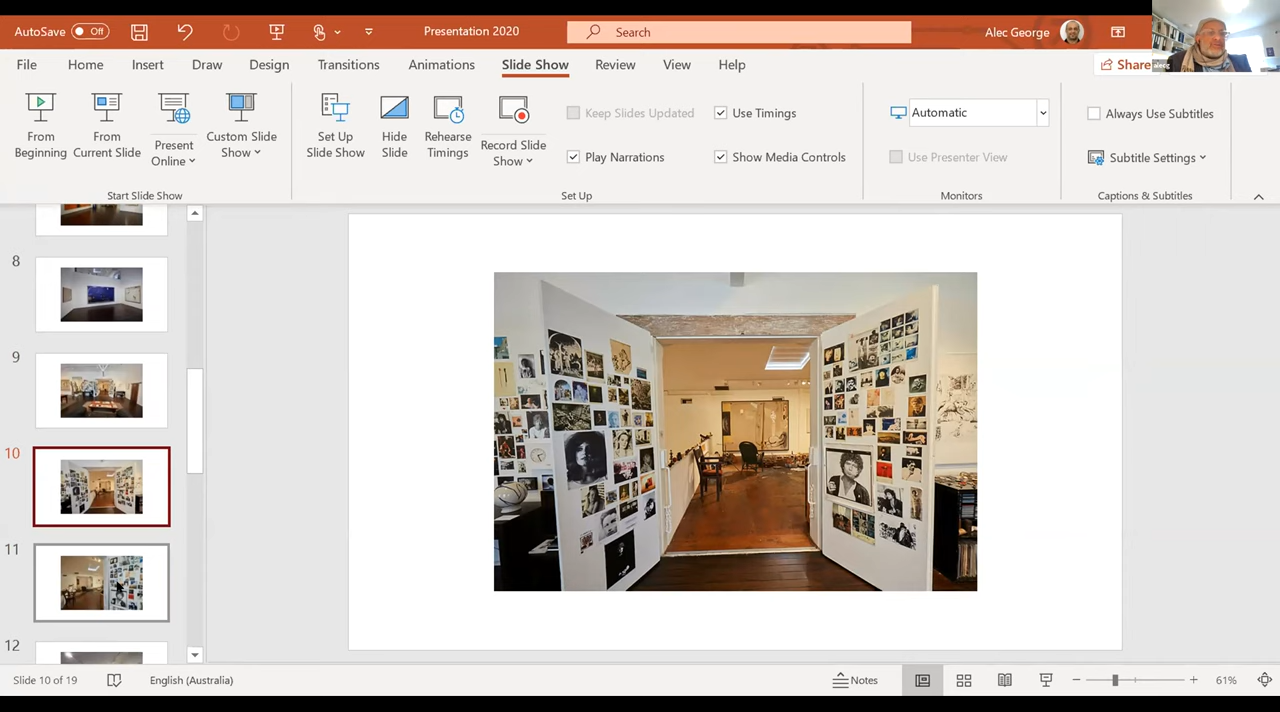 AutoSave Off Presentation 2020 Search Alec George
File Home Insert Draw Design Transitions Animations Slide Show Review View Help Share
From Beginning
From Current Slide
Present Online
Custom Slide Show
Set Up Slide Show
Hide Slide
Rehearse Timings
Record Slide Show
Keep Slides Updated
Play Narrations
Use Timings
Show Media Controls
Automatic
Use Presenter View
Always Use Subtitles
Subtitle Settings
Start Slide Show Set Up Monitors Captions & Subtitles
8
9
10
11
12
Slide 10 of 19 English (Australia) Notes 61%